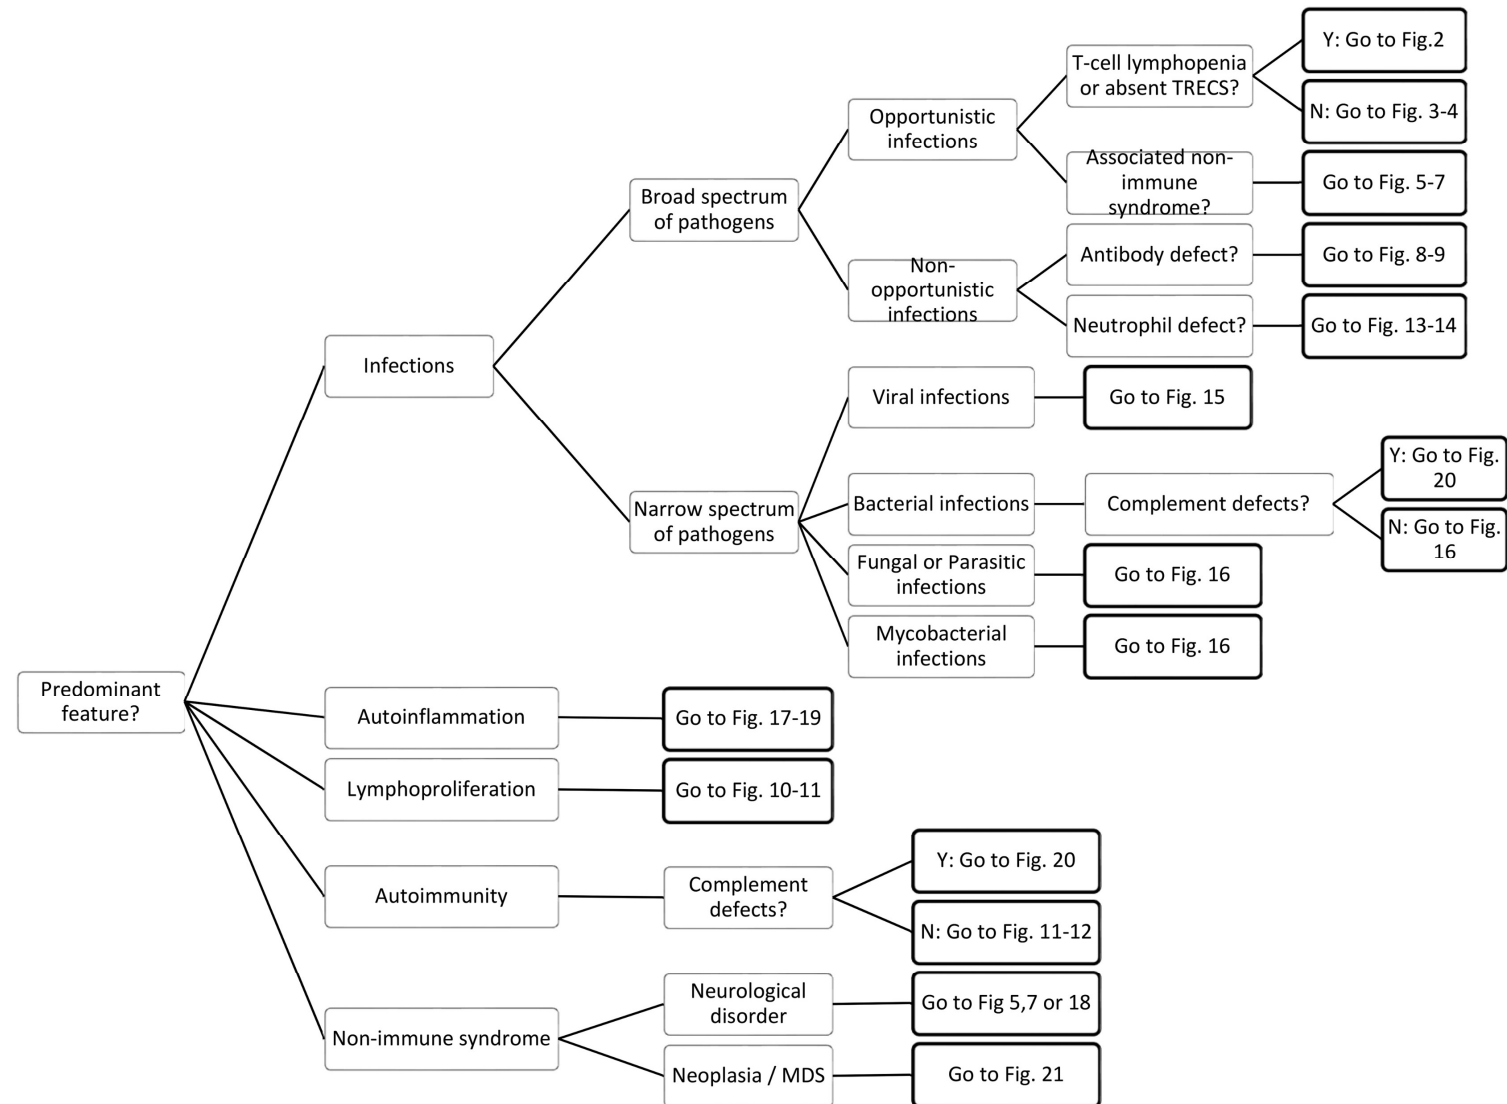 Y: Go to Fig.2
T-cell lymphopenia
or absent TRECS?
N: Go to Fig. 3-4
Opportunistic
infections
Associated non-
immune
syndrome?
Go to Fig. 5-7
Broad spectrum
of pathogens
Antibody defect?
Go to Fig. 8-9
Non-
opportunistic
infections
Neutrophil defect?
Go to Fig. 13-14
Infections
Viral infections
Go to Fig. 15
Y: Go to Fig.
20
Narrow spectrum
of pathogens
Bacterial infections
Complement defects?
N: Go to Fig.
16
Fungal or Parasitic
infections
Go to Fig. 16
Mycobacterial
infections
Go to Fig. 16
Predominant
feature?
Autoinflammation
Go to Fig. 17-19
Lymphoproliferation
Go to Fig. 10-11
Autoimmunity
Complement
defects?
Y: Go to Fig. 20
N: Go to Fig. 11-12
Non-immune syndrome
Neurological
disorder
Go to Fig 5,7 or 18
Neoplasia / MDS
Go to Fig. 21